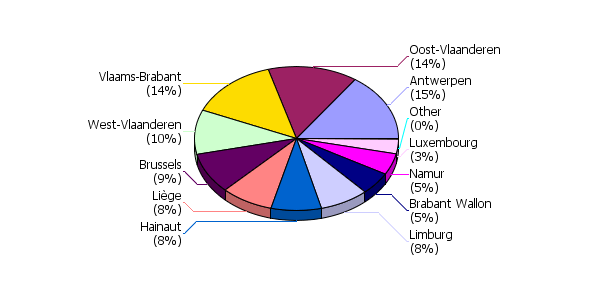 Oost-Vlaanderen
(14%)
Antwerpen
(15%)
Other
(0%)
Luxembourg
(3%)
Namur
(5%)
Brabant Wallon
(5%)
Limburg
(8%)
Hainaut
(8%)
Liège
(8%)
Brussels
(9%)
West-Vlaanderen
(10%)
Vlaams-Brabant
(14%)